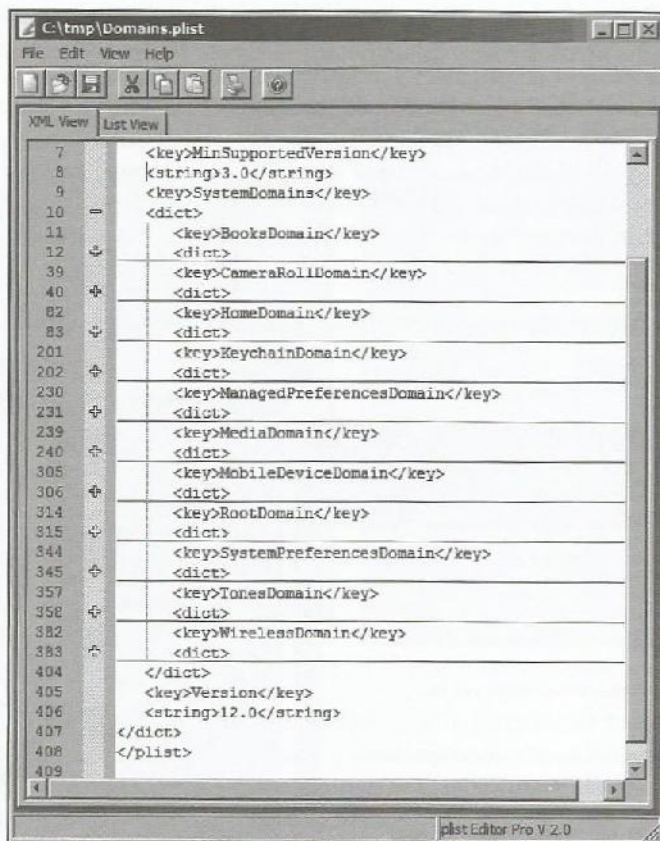 C:\tmp\Domains.plist
File Edit View Help
XML View List View
7 <key>MinSupportedVersion</key>
8 <string>3.0</string>
9 <key>SystemDomains</key>
10 <dict>
11 <key>BooksDomain</key>
12 <dict>
39 <key>CameraRollDomain</key>
40 <dict>
82 <key>HomeDomain</key>
83 <dict>
201 <key>KeychainDomain</key>
202 <dict>
230 <key>ManagedPreferencesDomain</key>
231 <dict>
239 <key>MediaDomain</key>
240 <dict>
305 <key>MobileDeviceDomain</key>
306 <dict>
314 <key>RootDomain</key>
315 <dict>
344 <key>SystemPreferencesDomain</key>
345 <dict>
357 <key>TonesDomain</key>
358 <dict>
382 <key>WirelessDomain</key>
383 <dict>
404 </dict>
405 <key>Version</key>
406 <string>12.0</string>
407 </dict>
408 </plist>
409
plist Editor Pro V 2.0